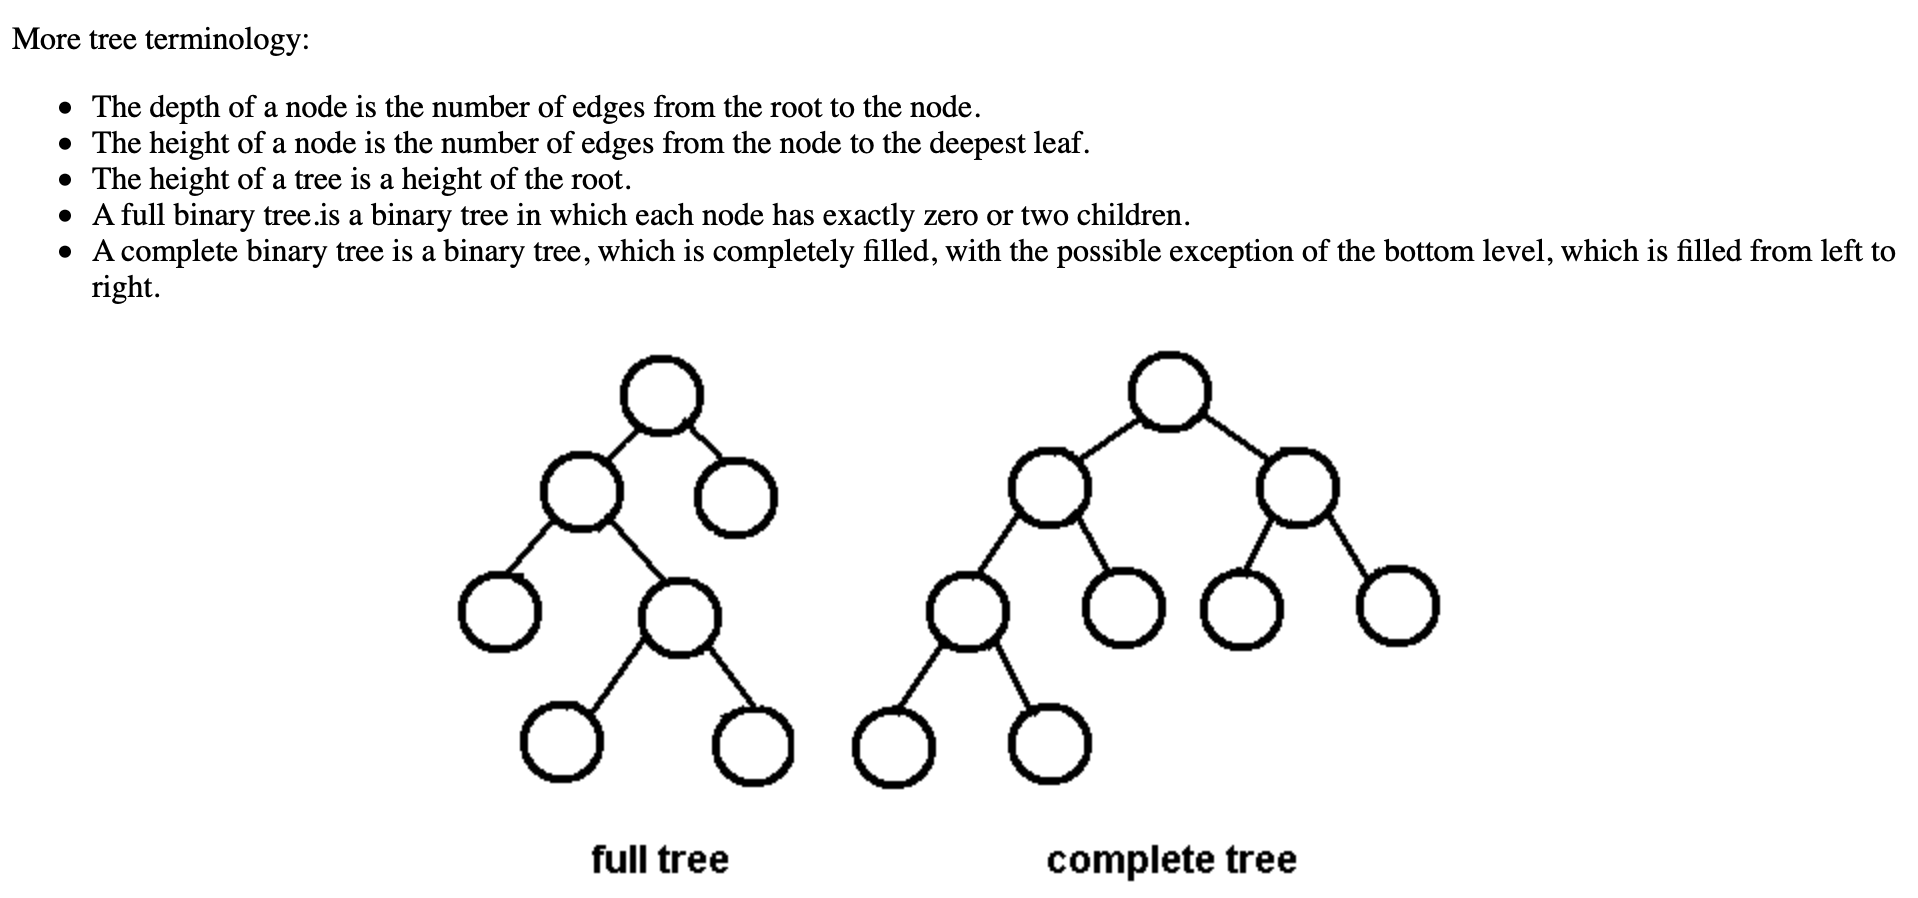 More tree terminology:
• The depth of a node is the number of edges from the root to the node.
• The height of a node is the number of edges from the node to the deepest leaf.
• The height of a tree is a height of the root.
• A full binary tree.is a binary tree in which each node has exactly zero or two children.
• A complete binary tree is a binary tree, which is completely filled, with the possible exception of the bottom level, which is filled from left to
right.
full tree
complete tree